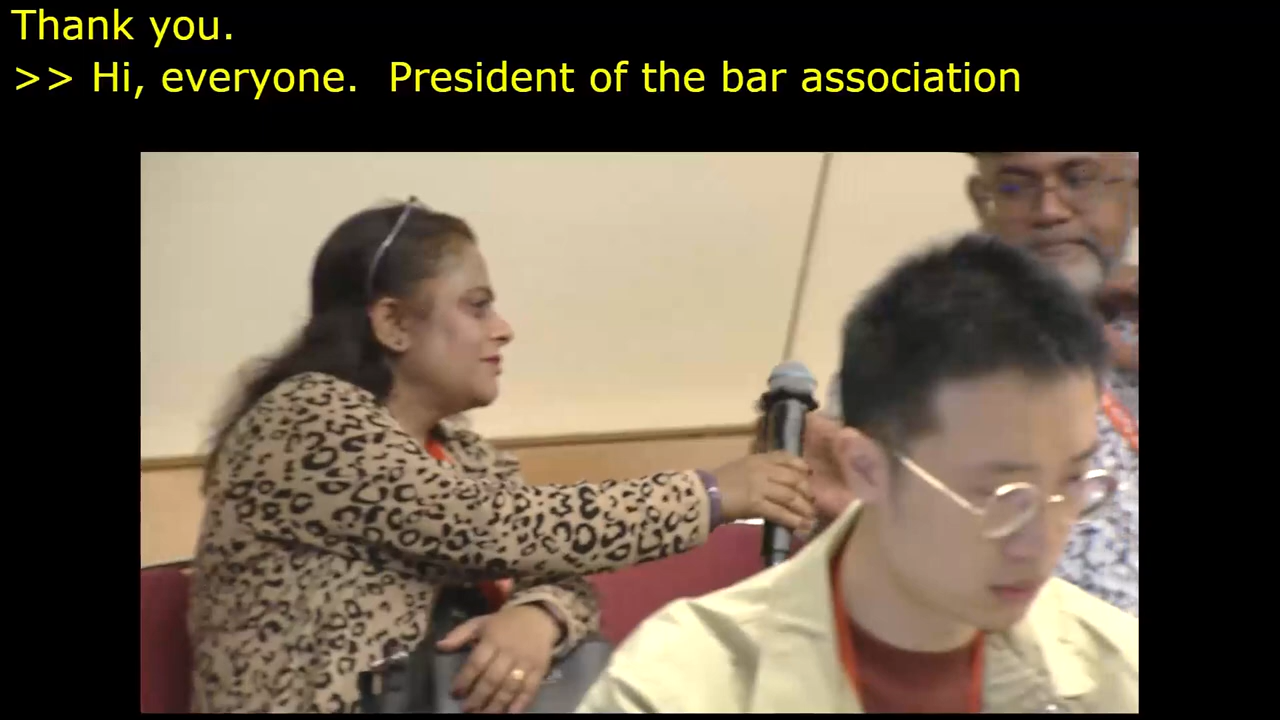 Thank you.
>> Hi, everyone.  President of the bar association